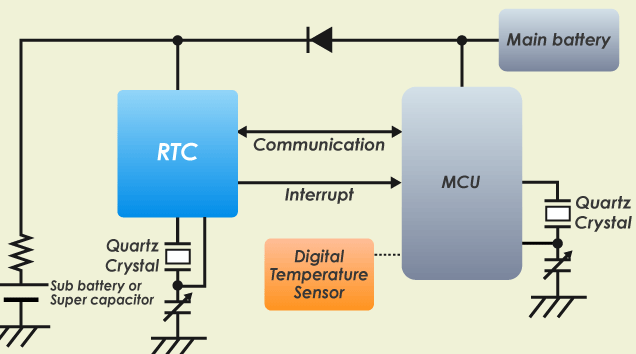 Main battery
RTC
Communication
MCU
Interrupt
Quartz
Crystal
Quartz
Crystal
Digital
Temperature
Sensor
Sub battery or
Super capacitor